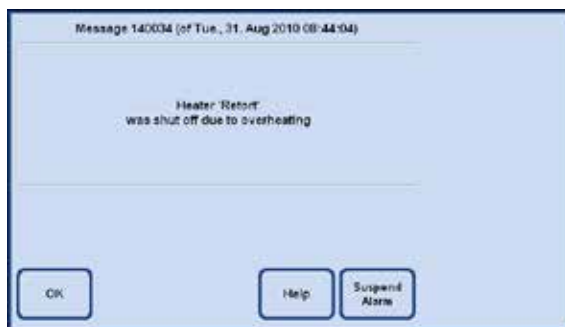 Message 140034 (of Tue., 31. Aug 2010 08:44:04)
Heater 'Retort'
was shut off due to overheating
OK
Help
Suspend
Alarm